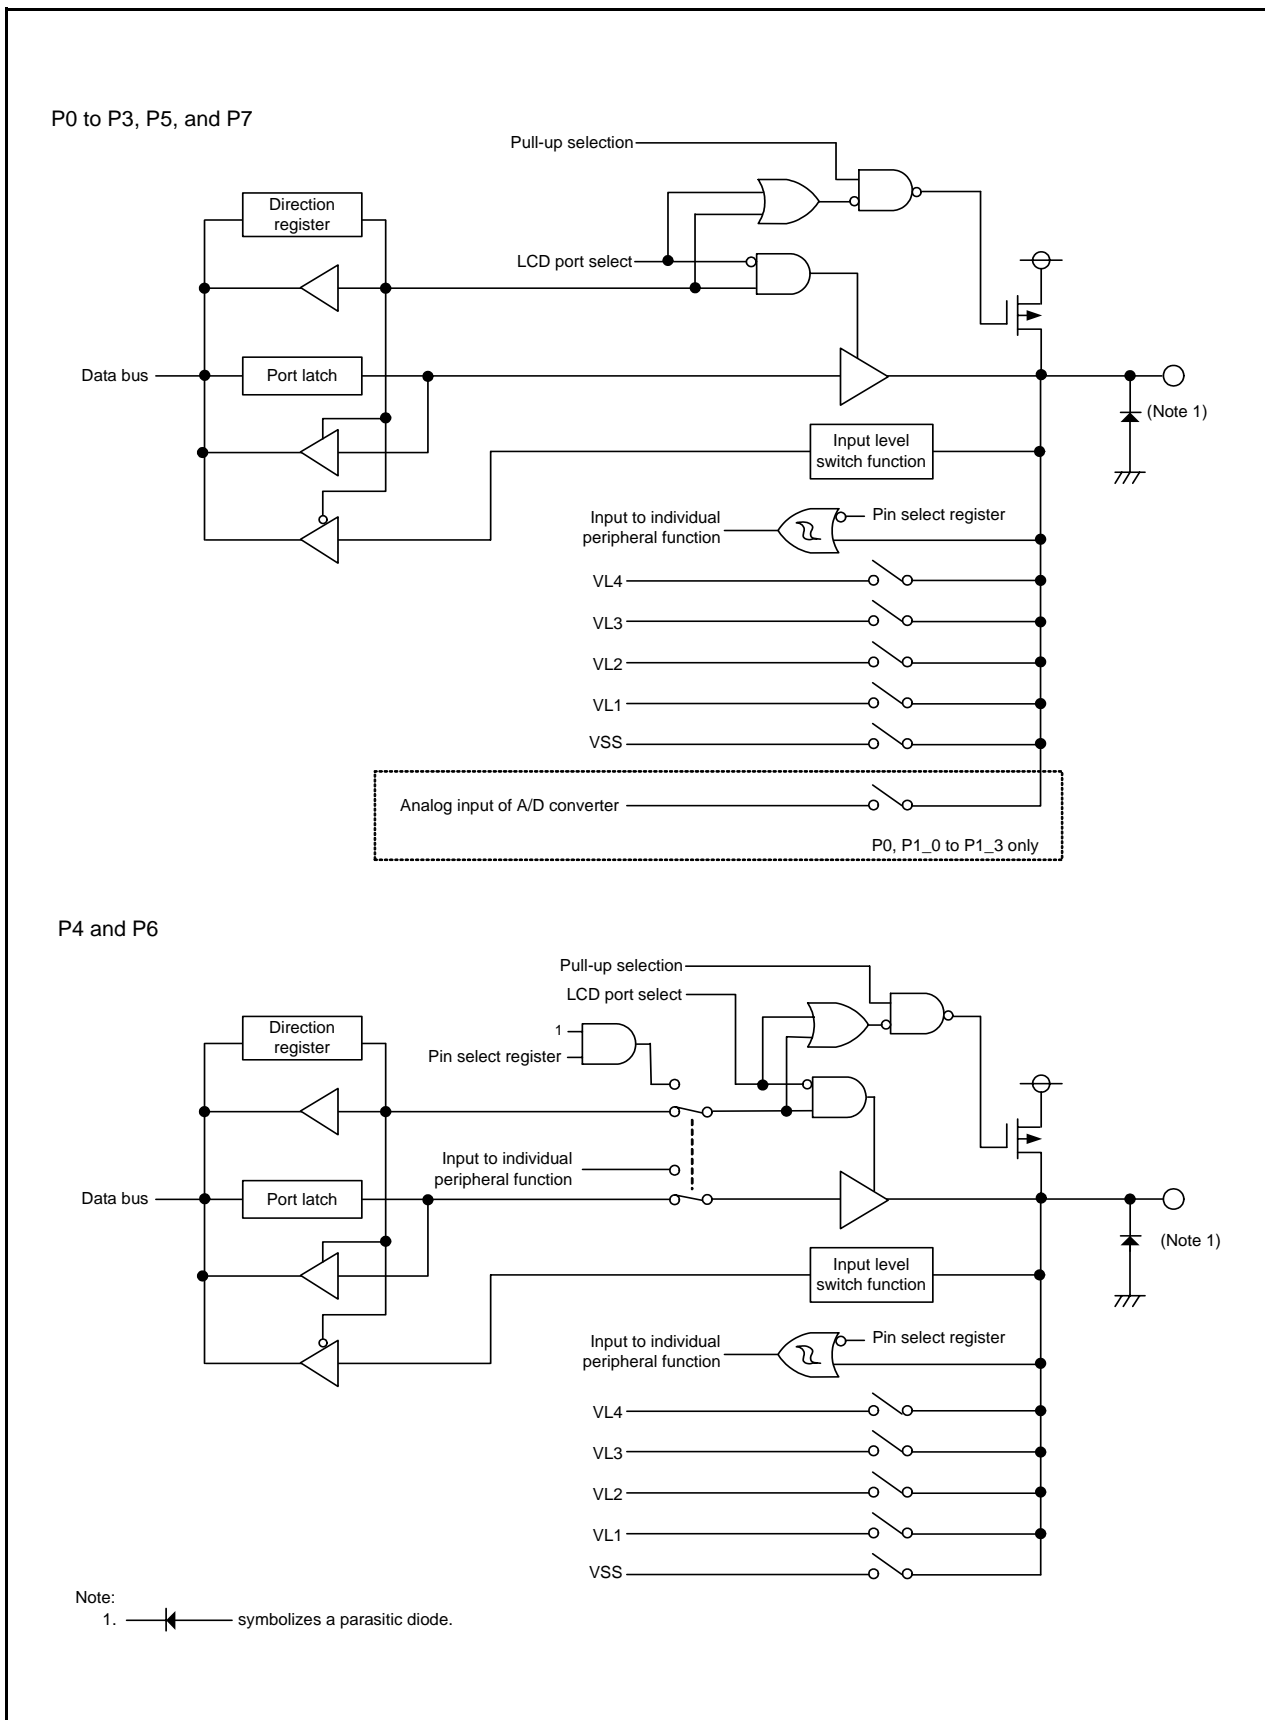 P0 to P3, P5, and P7
Pull-up selection
Direction
register
LCD port select
Data bus
Port latch
(Note 1)
Input level
switch function
Input to individual
peripheral function
Pin select register
VL4
VL3
VL2
VL1
VSS
Analog input of A/D converter
P0, P1_0 to P1_3 only
P4 and P6
Pull-up selection
LCD port select
Direction
register
1
Pin select register
Input to individual
peripheral function
Data bus
Port latch
(Note 1)
Input level
switch function
Input to individual
peripheral function
Pin select register
VL4
VL3
VL2
VL1
VSS
Note:
1. symbolizes a parasitic diode.